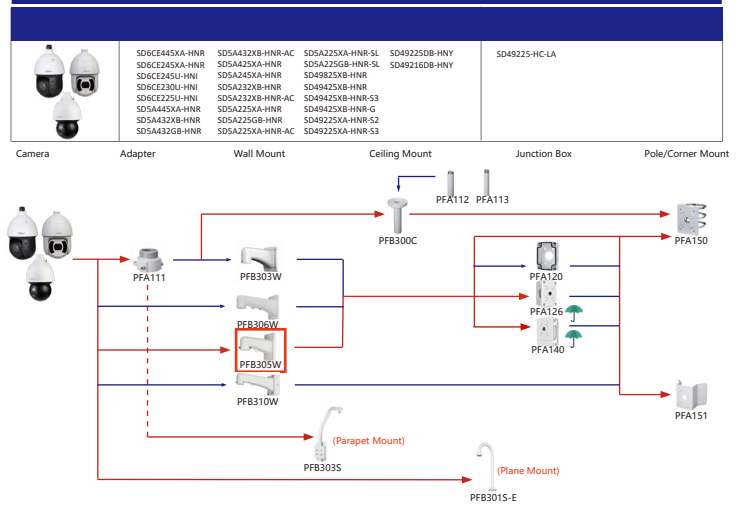 SD6CE445XA-HNR SD5A432XB-HNR-AC SD5A225XA-HNR-SL SD49225DB-HNY SD49225-HC-LA
SD6CE245XA-HNR SD5A425XA-HNR SD5A225GB-HNR-SL SD49216DB-HNY
SD6CE245U-HNI SD5A245XA-HNR SD49825XB-HNR
SD6CE230U-HNI SD5A232XB-HNR SD49425XB-HNR
SD6CE225U-HNI SD5A232XB-HNR-AC SD49425XB-HNR-S3
SD5A445XA-HNR SD5A225XA-HNR SD49425XB-HNR-G
SD5A432XB-HNR SD5A225GB-HNR SD49225XA-HNR-S2
SD5A432GB-HNR SD5A225XA-HNR-AC SD49225XA-HNR-S3
Camera Adapter Wall Mount Ceiling Mount Junction Box Pole/Corner Mount
PFA112 PFA113
PFB300C PFA150
PFA111 PFB303W PFA120
PFB306W PFA126
PFB305W PFA140
PFB310W PFA151
(Parapet Mount)
PFB303S
(Plane Mount)
PFB301S-E